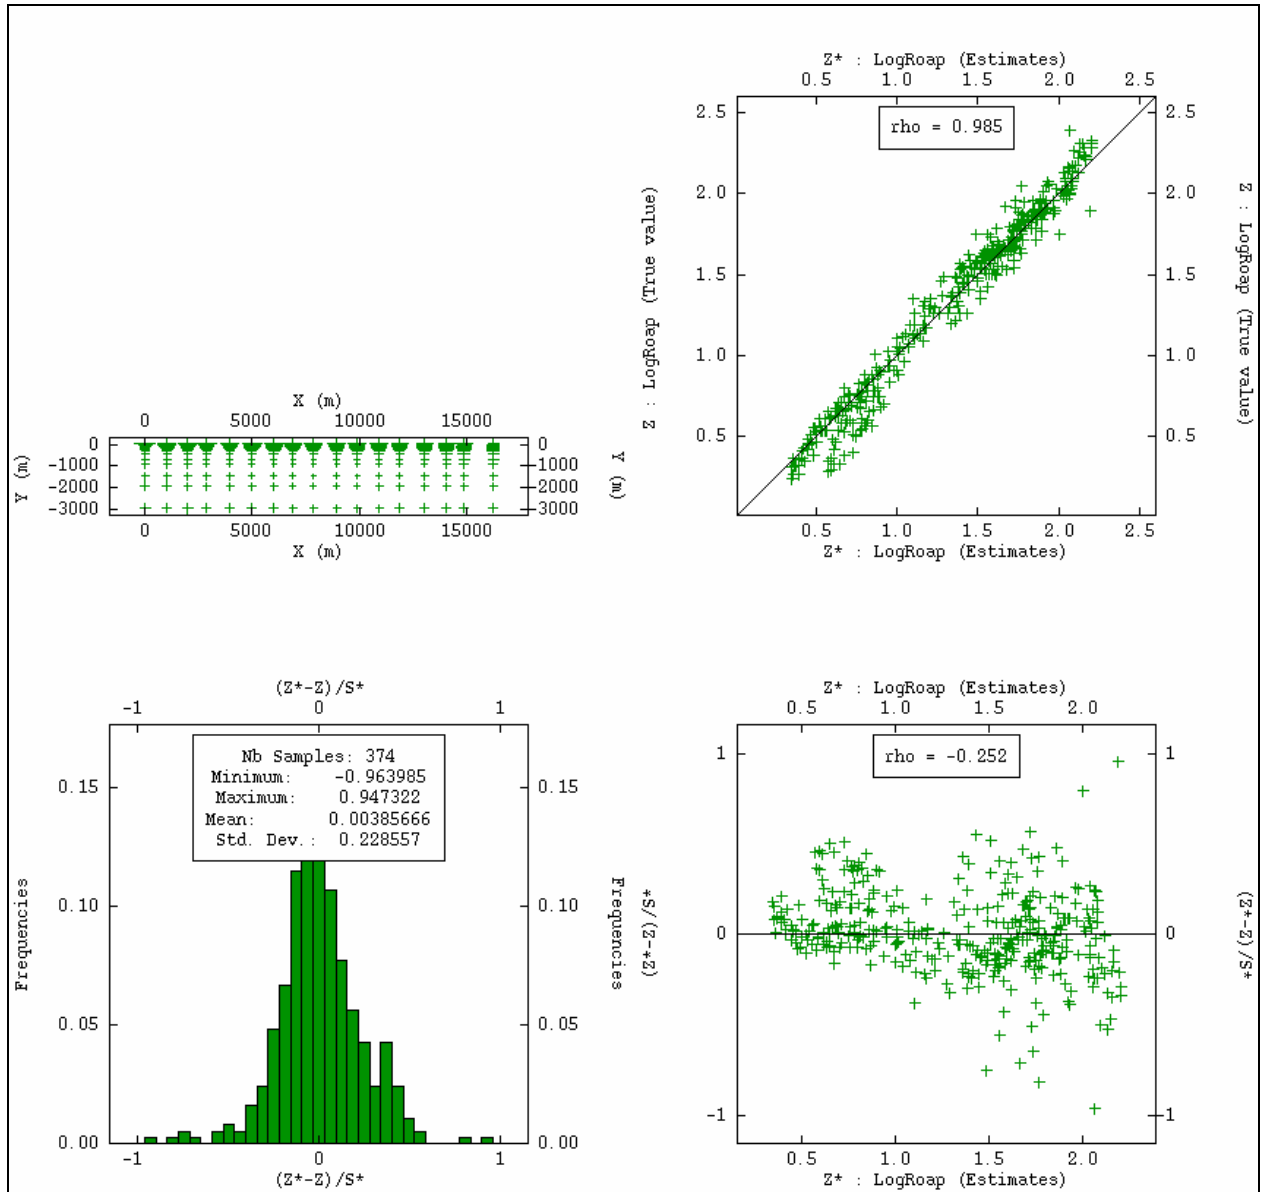 X (m)
0 5000 10000 15000
0 0
-1000 -1000
-2000 -2000
-3000 -3000
Y (m)
Y (m)
0 5000 10000 15000
X (m)
Z* : LogRoap (Estimates)
0.5 1.0 1.5 2.0 2.5
rho = 0.985
2.5 2.5
2.0 2.0
1.5 1.5
1.0 1.0
0.5 0.5
Z : LogRoap (True value)
Z : LogRoap (True value)
0.5 1.0 1.5 2.0 2.5
Z* : LogRoap (Estimates)
(Z*-Z)/S*
-1 0 1
Nb Samples: 374
Minimum: -0.963985
Maximum: 0.947322
Mean: 0.00385666
Std. Dev.: 0.228557
0.15 0.15
0.10 0.10
0.05 0.05
0.00 0.00
Frequencies
Frequencies
-1 0 1
(Z*-Z)/S*
Z* : LogRoap (Estimates)
0.5 1.0 1.5 2.0
rho = -0.252
1 1
0 0
-1 -1
(Z*-Z)/S*
(Z*-Z)/S*
0.5 1.0 1.5 2.0
Z* : LogRoap (Estimates)